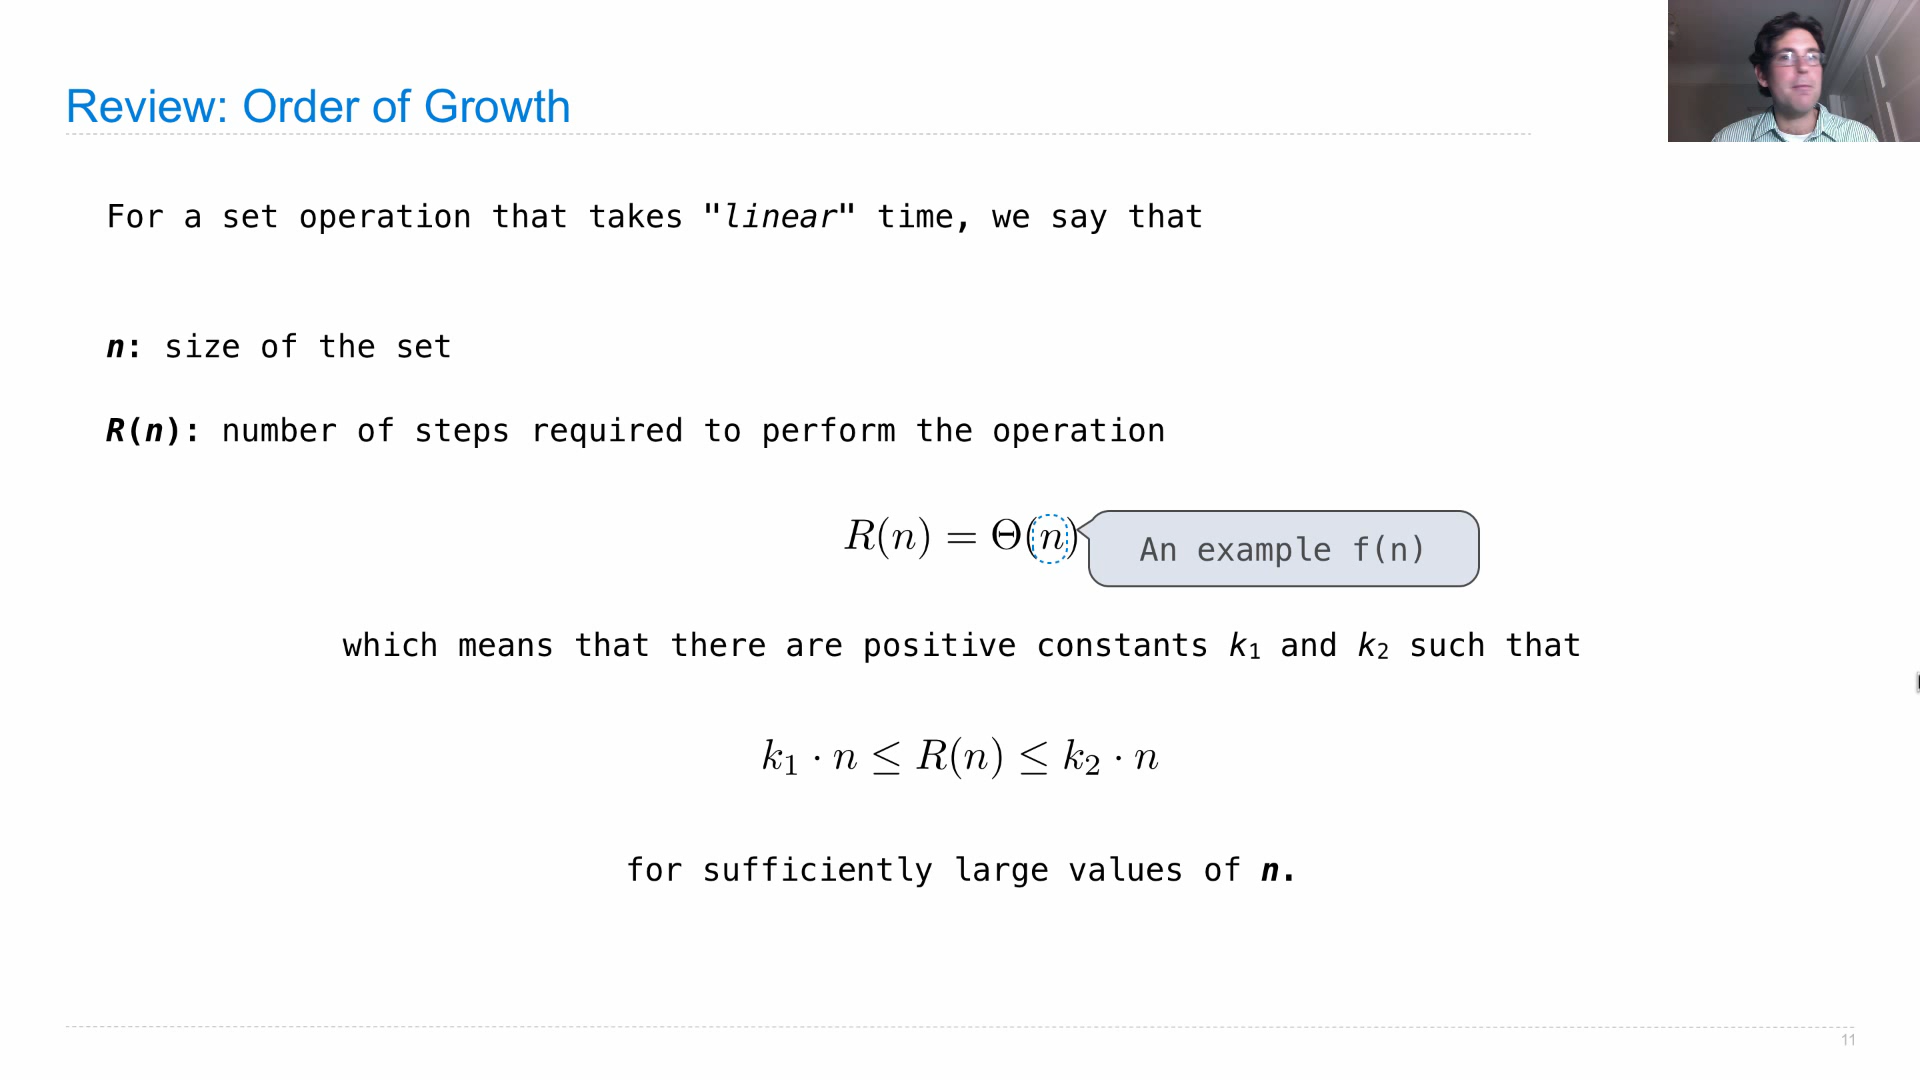 Review: Order of Growth
For a set operation that takes "linear" time, we say that
n: size of the set
R(n): number of steps required to perform the operation
R(n) = Θ(n)
An example f(n)
which means that there are positive constants k₁ and k₂ such that
k₁ · n ≤ R(n) ≤ k₂ · n
for sufficiently large values of n.
11